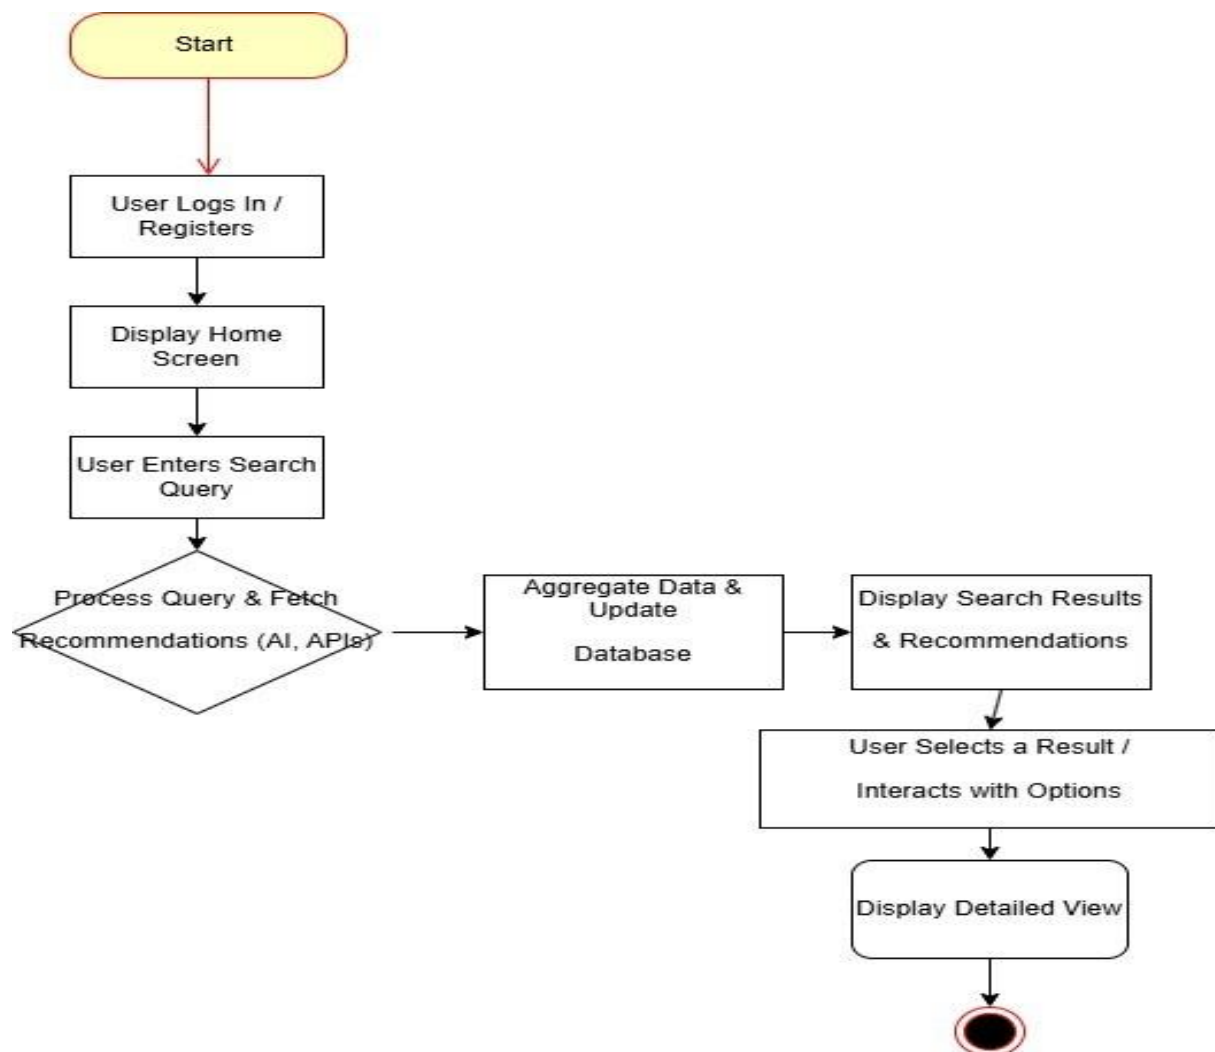 Start
User Logs In /
Registers
Display Home
Screen
User Enters Search
Query
Process Query & Fetch
Recommendations (AI, APIs)
Aggregate Data &
Update
Database
Display Search Results
& Recommendations
User Selects a Result /
Interacts with Options
Display Detailed View